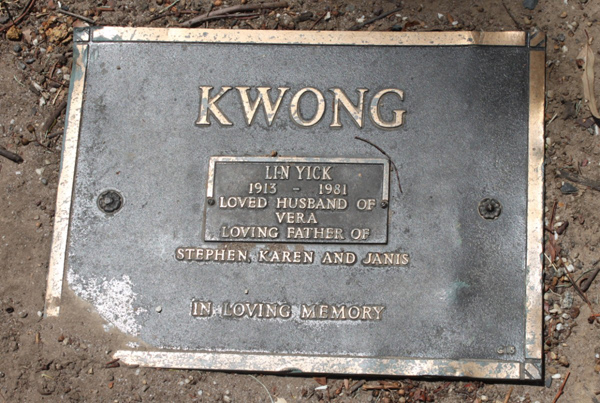 KWONG
LIN YICK
1913 - 1981
LOVED HUSBAND OF
VERA
LOVING FATHER OF
STEPHEN, KAREN AND JANIS
IN LOVING MEMORY